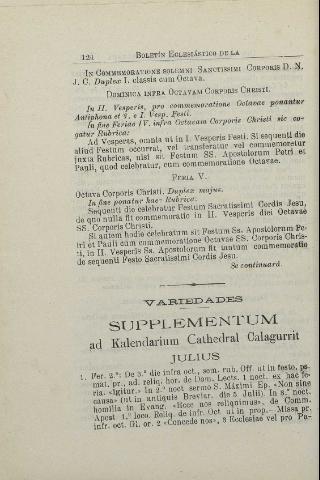 124 BOLETÍN ECLESIÁSTICO DE LA
IN COMMEMORATIONE SOLEMNI SANCTISSIMI CORPORIS D. N.
J. C. Duplex I. classis cum Octava.
DOMINICA INFRA OCTAVAM CORPORIS CHRISTI.
In II. Vesperis, pro commemoratione Octavae ponantur
Antiphona et ℣. e I. Vesp. Festi.
In fine Feriae IV. infra Octavam Corporis Christi sic co-
gatur Rubrica:
Ad Vesperas, omnia ut in I. Vesperis Festi. Si sequenti die
aliud Festum occurrat, vel transferatur vel commemoretur
juxta Rubricas, nisi sit Festum SS. Apostolorum Petri et
Pauli, quod celebratur, cum commemoratione Octavae.
FERIA V.
Octava Corporis Christi. Duplex majus.
In fine ponatur haec Rubrica:
Sequenti die celebratur Festum Sacratissimi Cordis Jesu,
de quo nulla fit commemoratio in II. Vesperis diei Octavae
SS. Corporis Christi.
Si autem hodie celebratum sit Festum Ss. Apostolorum Pe-
tri et Pauli cum commemoratione Octavae SS. Corporis Chris-
ti, in II. Vesperis Ss. Apostolorum fit tantum commemoratio
de sequenti Festo Sacratissimi Cordis Jesu.
Se continuará.
VARIEDADES
SUPPLEMENTUM
ad Kalendarium Cathedral Calagurrit
JULIUS
1. Fer. 2.ª: De 3.ª die infra oct., sem. rub. Off. ut in festo, po-
mat. pr., ad. reliq. hor. de Dom. Lects. 1 noct. ex hac fe-
ria. «Igitur.» In 2.º noct sermo S. Máximi Ep. «Non sine
causa» (ut in antiquis Breviar. die 5 Julii). In 3.º noct.
homilia in Evang. «Ecce nos reliquimus», de Comm.
Apost 1.º loco. Reliq. de infr. Oct. ut in prop.— Missa pr.
infr. oct. Gl. or. 2 «Concede nos», 3 Ecclesiae vel pro Pa-